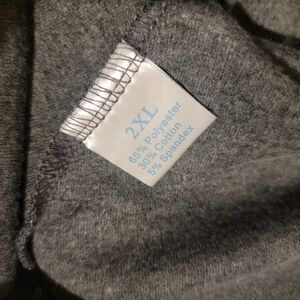 2XL
65% Polyester
30% Cotton
5% Spandex